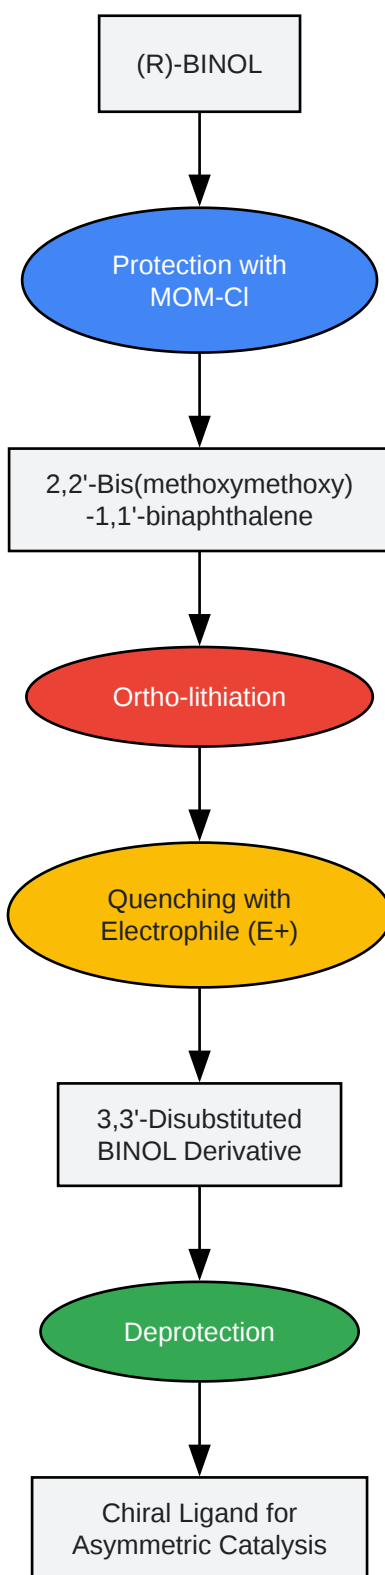 (R)-BINOL
Protection with
MOM-Cl
2,2'-Bis(methoxymethoxy)
-1,1'-binaphthalene
Ortho-lithiation
Quenching with
Electrophile (E+)
3,3'-Disubstituted
BINOL Derivative
Deprotection
Chiral Ligand for
Asymmetric Catalysis